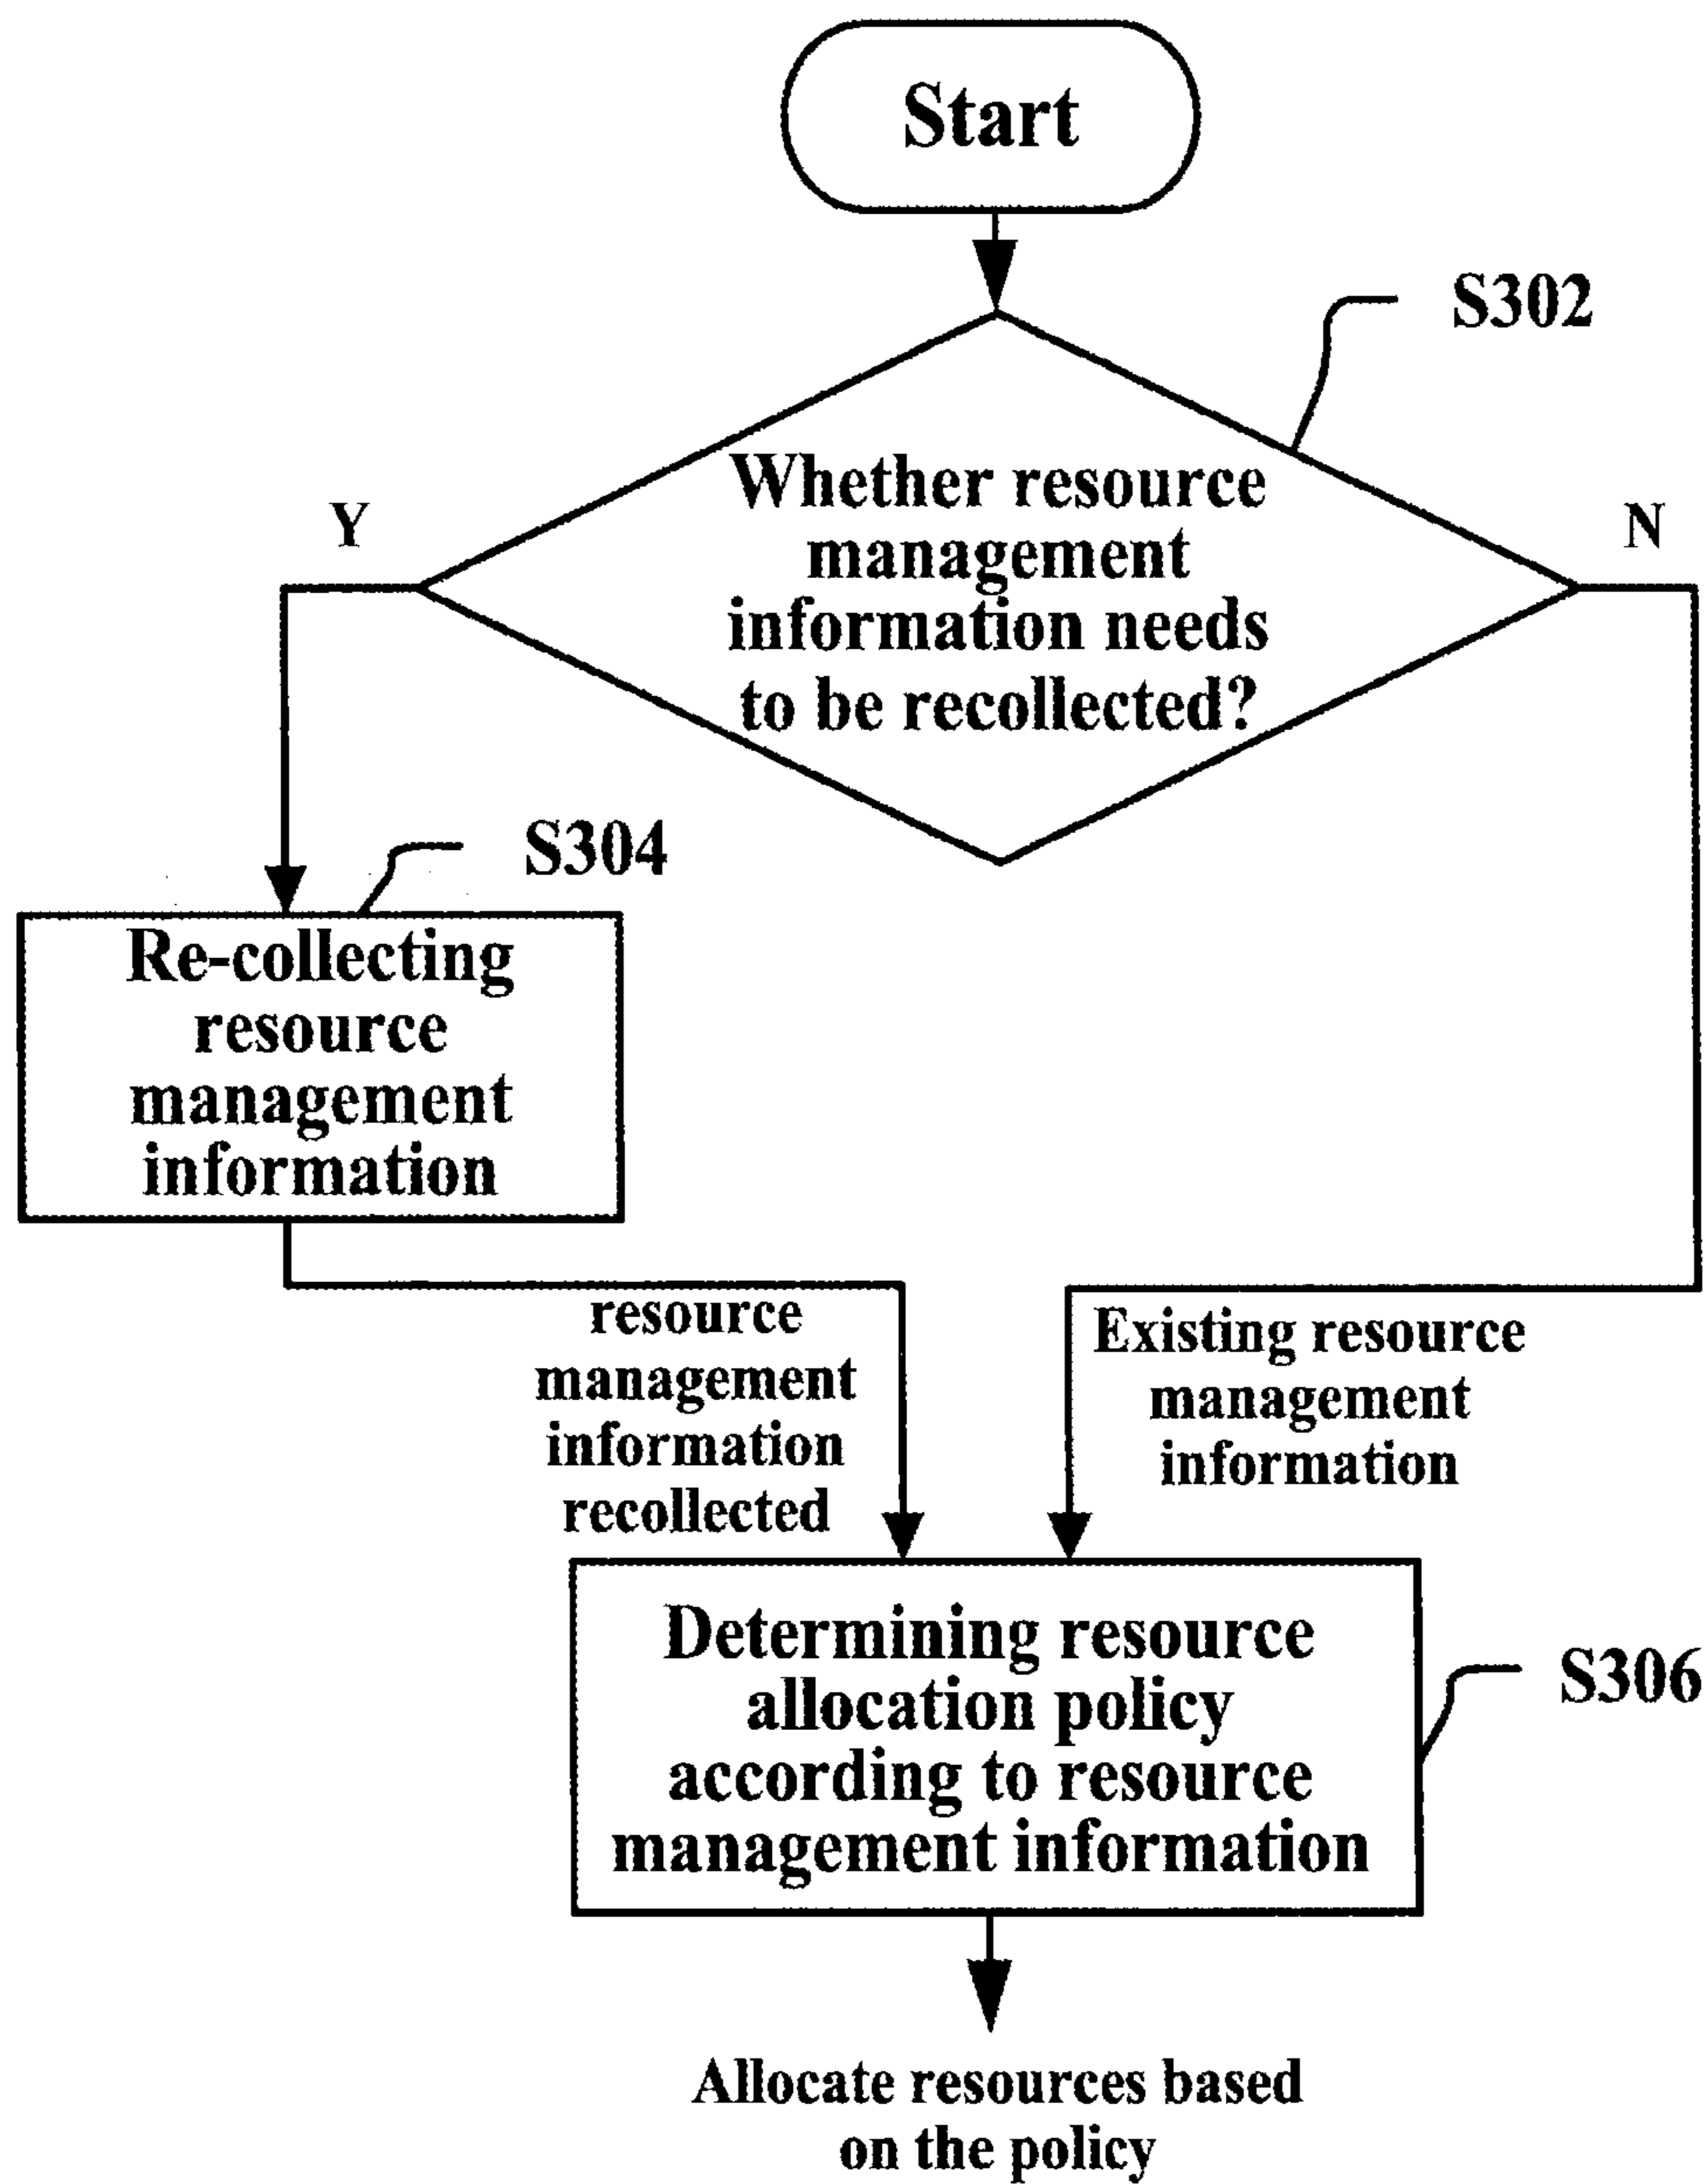 Start
S302
Whether resource
management
information needs
to be recollected?
Y
N
S304
Re-collecting
resource
management
information
resource
management
information
recollected
Existing resource
management
information
Determining resource
allocation policy
according to resource
management information
S306
Allocate resources based
on the policy